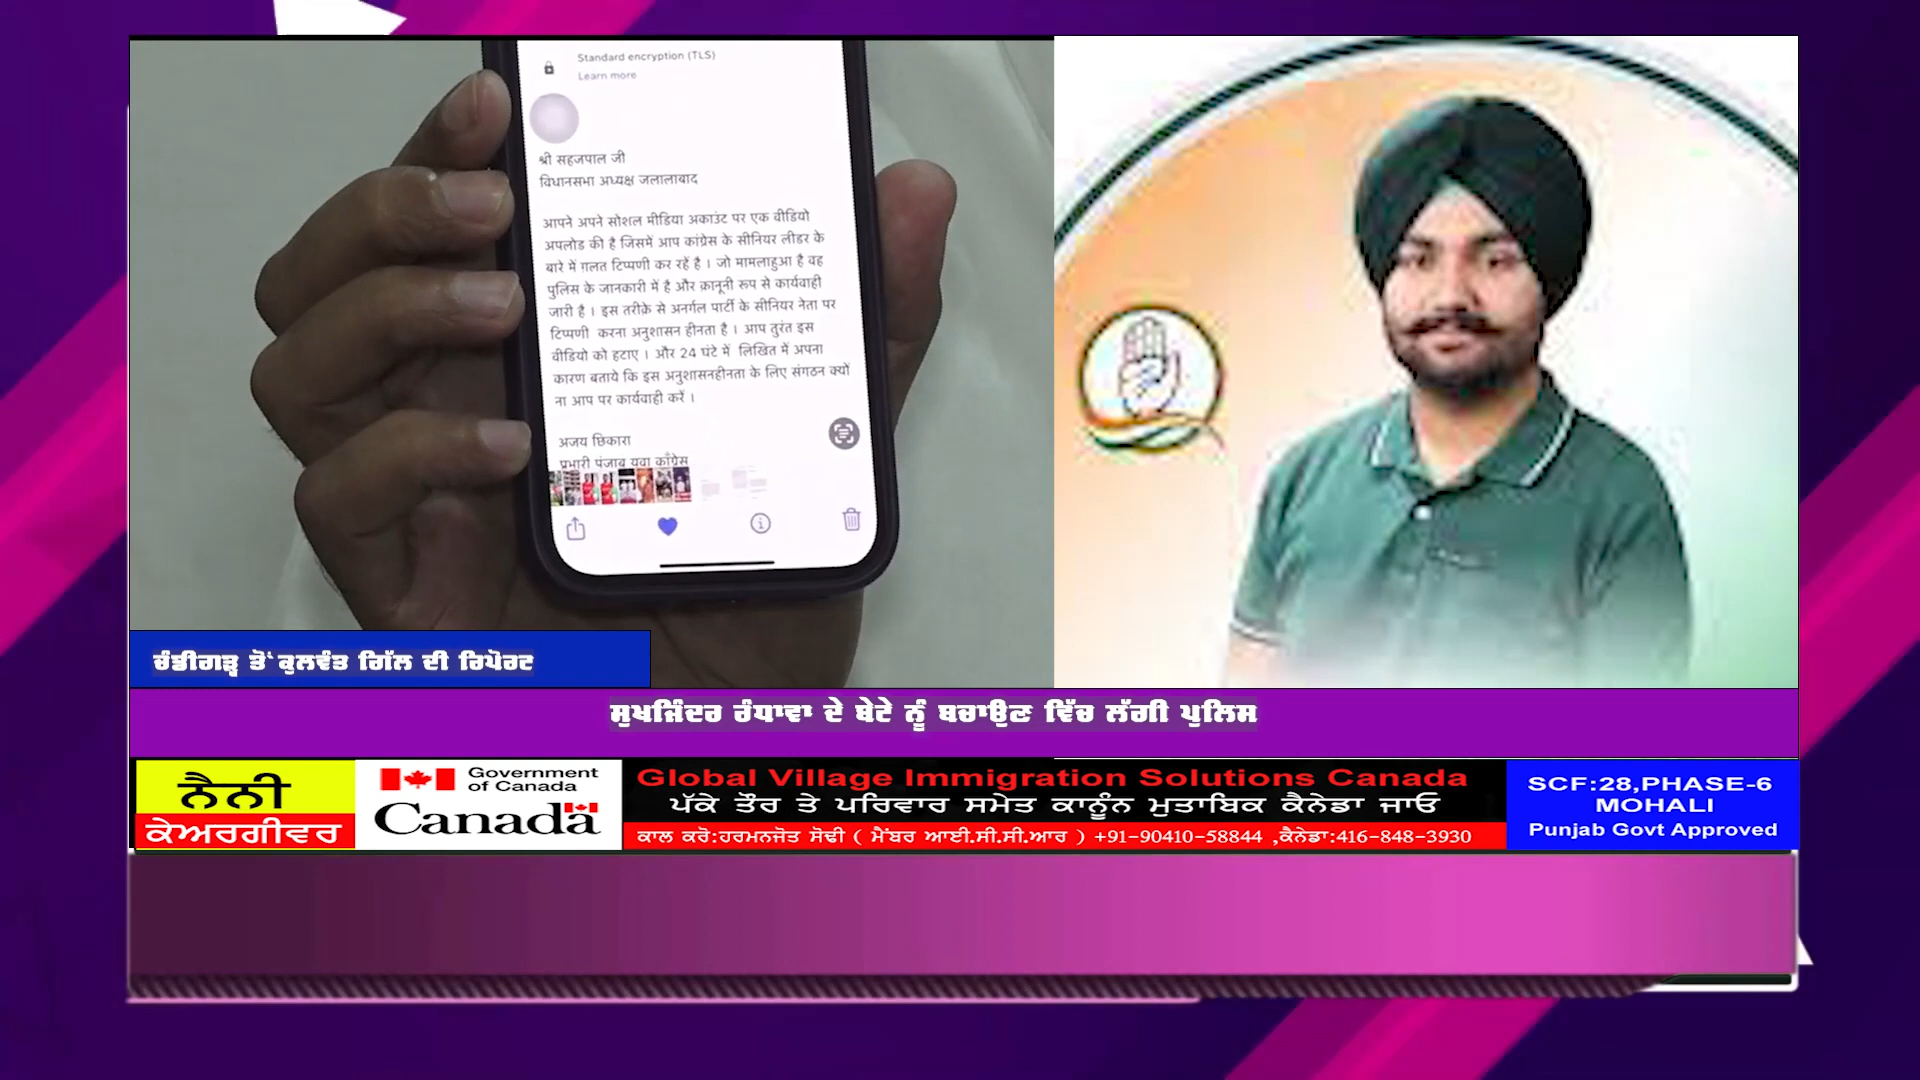 Standard encryption (TLS)
Learn more
श्री सहजपाल जी
विधानसभा अध्यक्ष जलालाबाद
आपने अपने सोशल मीडिया अकाउंट पर एक वीडियो
अपलोड की है जिसमें आप कांग्रेस के सीनियर लीडर के
बारे में ग़लत टिप्पणी कर रहें है । जो मामलाहुआ है वह
पुलिस के जानकारी में है और क़ानूनी रूप से कार्यवाही
जारी है । इस तरीक़े से अनर्गल पार्टी के सीनियर नेता पर
टिप्पणी करना अनुशासन हीनता है । आप तुरंत इस
वीडियो को हटाए । और 24 घंटे में लिखित में अपना
कारण बताये कि इस अनुशासनहीनता के लिए संगठन क्यों
ना आप पर कार्यवाही करें ।
अजय छिकारा
प्रभारी पंजाब युवा काँग्रेस
ਚੰਡੀਗੜ੍ਹ ਤੋਂ ਕੁਲਵੰਤ ਗਿੱਲ ਦੀ ਰਿਪੋਰਟ
ਸੁਖਜਿੰਦਰ ਰੰਧਾਵਾ ਦੇ ਬੇਟੇ ਨੂੰ ਬਚਾਉਣ ਵਿੱਚ ਲੱਗੀ ਪੁਲਿਸ
ਨੈਨੀ
ਕੇਅਰਗੀਵਰ
Government
of Canada
Canada
Global Village Immigration Solutions Canada
ਪੱਕੇ ਤੌਰ ਤੇ ਪਰਿਵਾਰ ਸਮੇਤ ਕਾਨੂੰਨ ਮੁਤਾਬਿਕ ਕੈਨੇਡਾ ਜਾਓ
ਕਾਲ ਕਰੋ:ਹਰਮਨਜੋਤ ਸੋਢੀ ( ਮੈਂਬਰ ਆਈ.ਸੀ.ਸੀ.ਆਰ ) +91-90410-58844 ,ਕੈਨੇਡਾ:416-848-3930
SCF:28,PHASE-6
MOHALI
Punjab Govt Approved